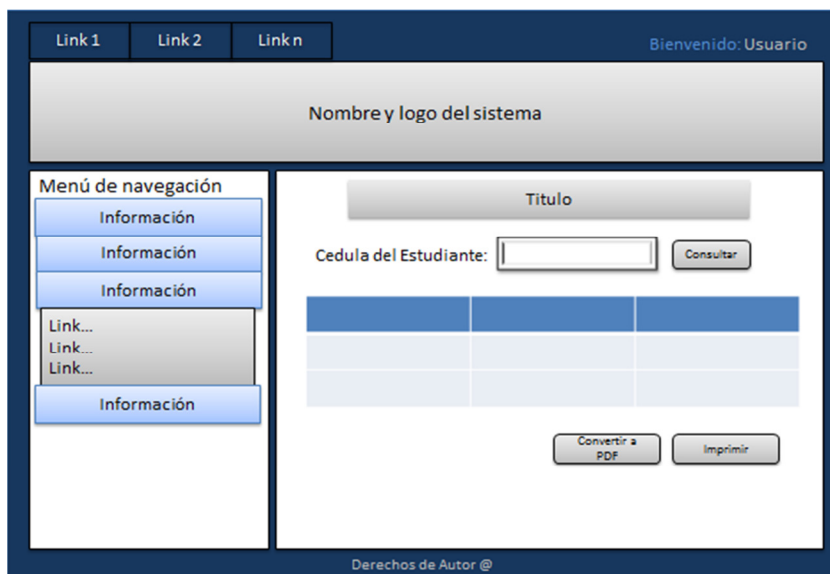 Link 1 Link 2 Link n
Bienvenido: Usuario
Nombre y logo del sistema
Menú de navegación
Información
Información
Información
Link...
Link...
Link...
Información
Titulo
Cedula del Estudiante:
Consultar
Convertir a
PDF
Imprimir
Derechos de Autor @